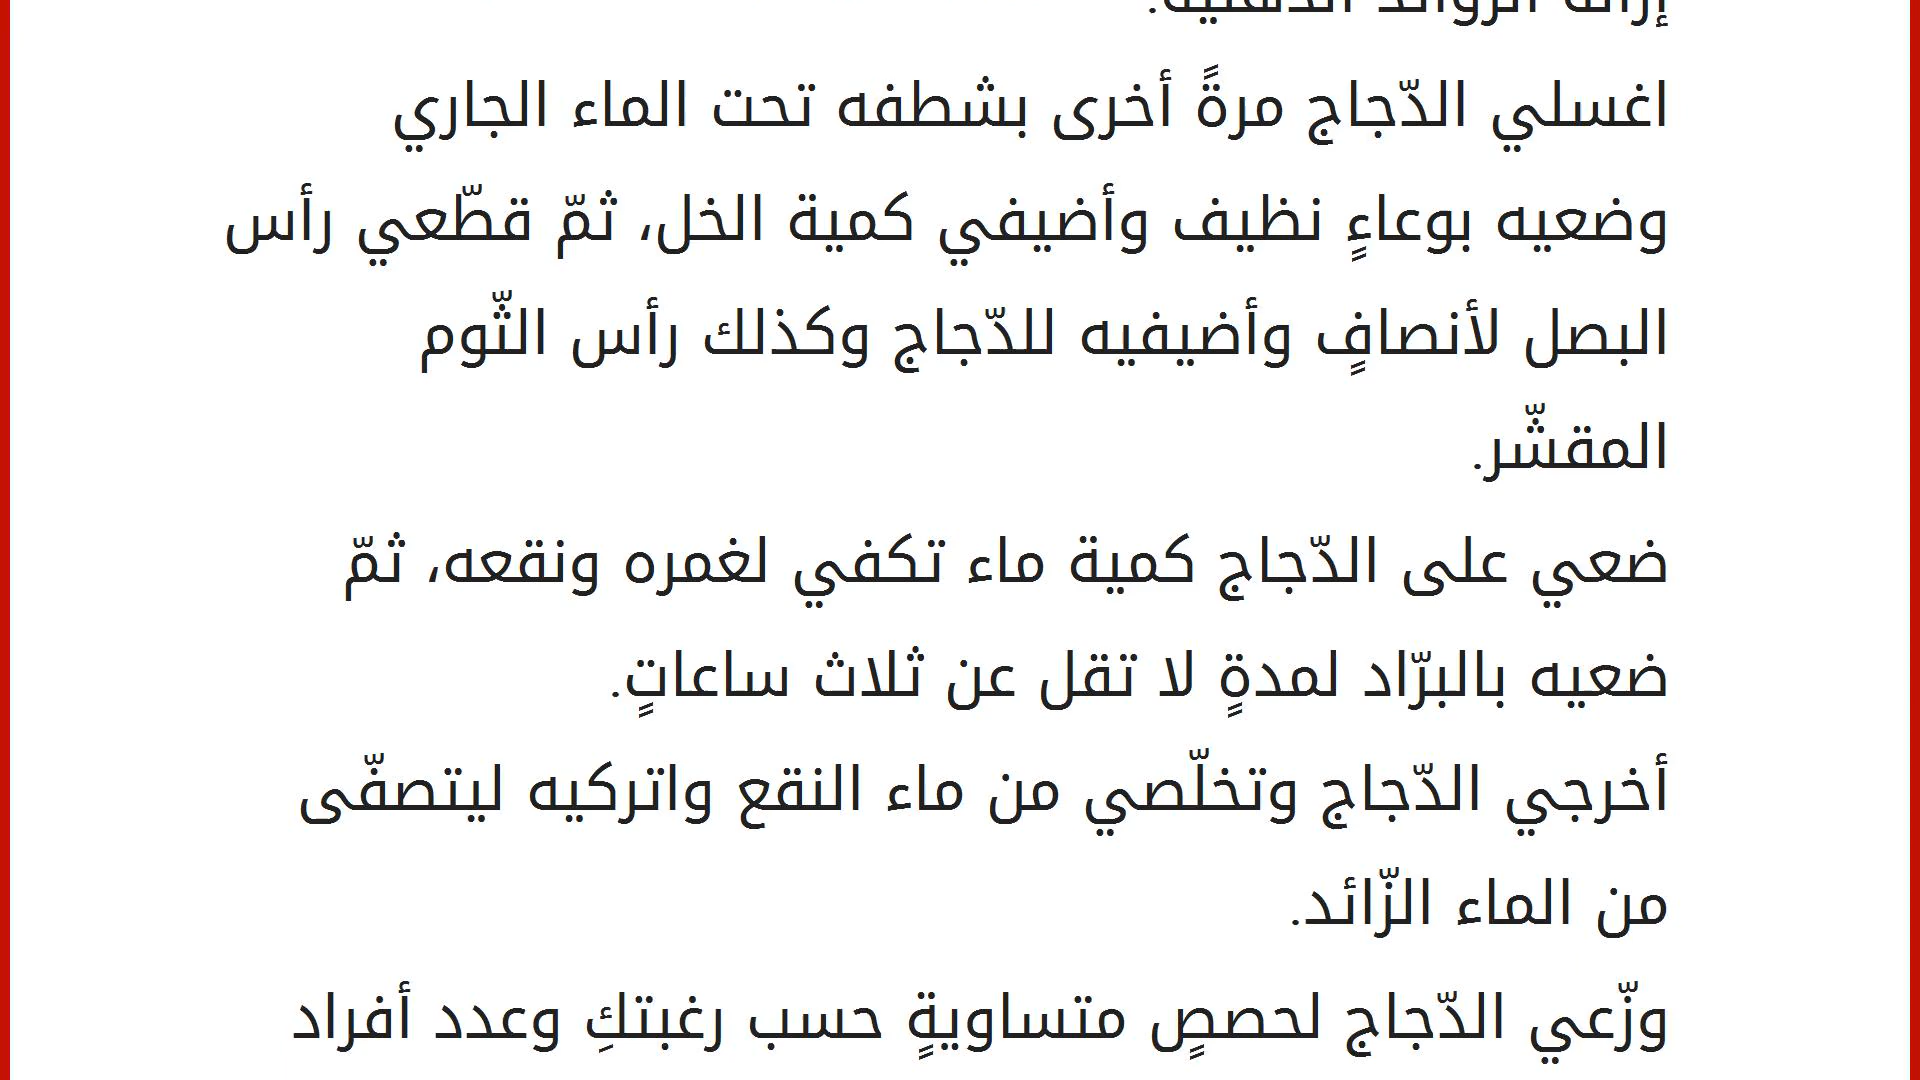 اغسلي الدّجاج مرةً أخرى بشطفه تحت الماء الجاري
وضعيه بوعاءٍ نظيف وأضيفي كمية الخل، ثمّ قطّعي رأس
البصل لأنصافٍ وأضيفيه للدّجاج وكذلك رأس الثّوم
المقشّر.
ضعي على الدّجاج كمية ماء تكفي لغمره ونقعه، ثمّ
ضعيه بالبرّاد لمدةٍ لا تقل عن ثلاث ساعاتٍ.
أخرجي الدّجاج وتخلّصي من ماء النقع واتركيه ليتصفّى
من الماء الزّائد.
وزّعي الدّجاج لحصصٍ متساويةٍ حسب رغبتكِ وعدد أفراد